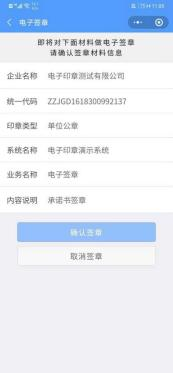 11:05
电子签章
即将对下面材料做电子签章
请确认签章材料信息
企业名称 电子印章测试有限公司
统一代码 ZZJGD1618300992137
印章类型 单位公章
系统名称 电子印章演示系统
业务名称 电子签章
内容说明 承诺书签章
确认签章
取消签章